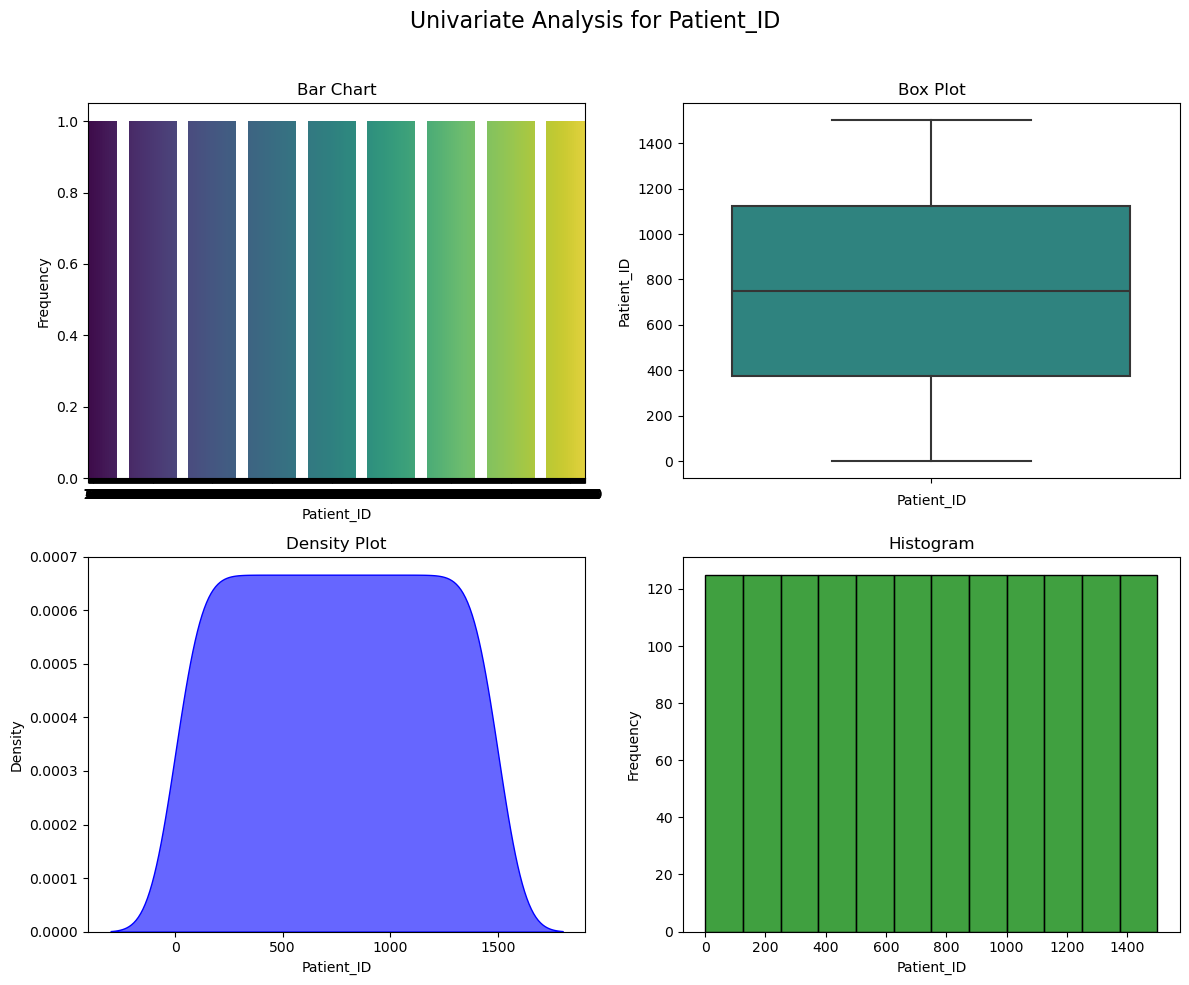 Univariate Analysis for Patient_ID
Bar Chart
1.0
0.8
0.6
0.4
0.2
0.0
Frequency
Patient_ID
Box Plot
1400
1200
1000
800
600
400
200
0
Patient_ID
Patient_ID
Density Plot
0.0007
0.0006
0.0005
0.0004
0.0003
0.0002
0.0001
0.0000
Density
0 500 1000 1500
Patient_ID
Histogram
120
100
80
60
40
20
0
Frequency
0 200 400 600 800 1000 1200 1400
Patient_ID